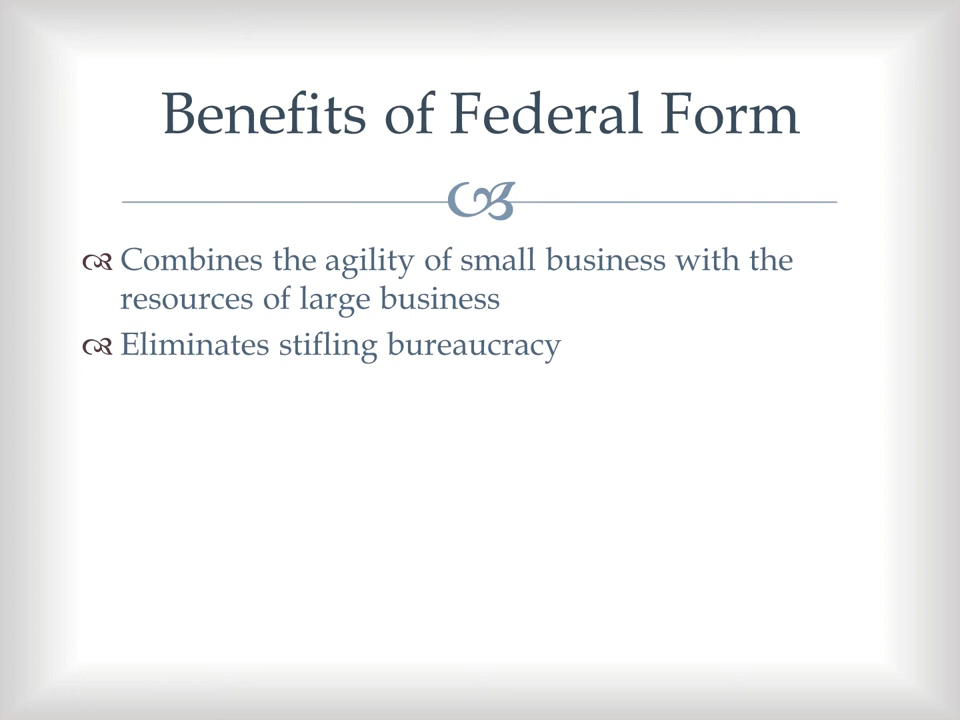 Benefits of Federal Form
Combines the agility of small business with the
resources of large business
Eliminates stifling bureaucracy